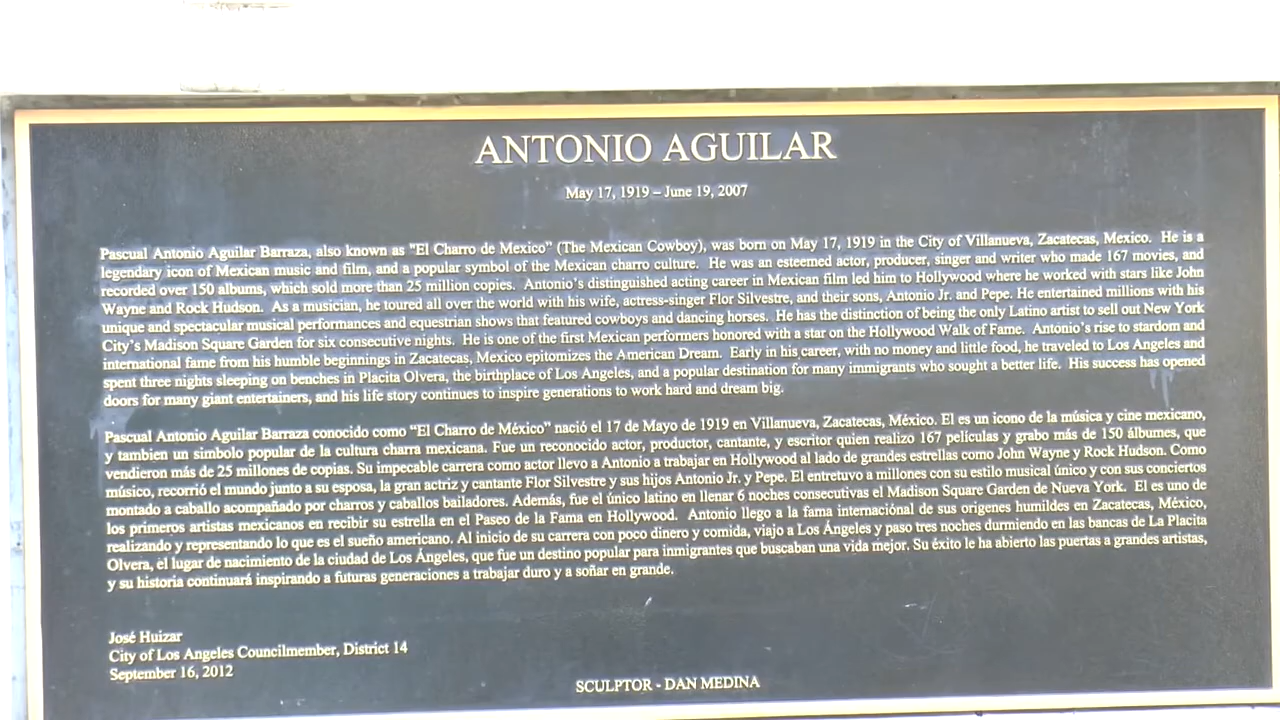 ANTONIO AGUILAR
May 17, 1919 – June 19, 2007
Pascual Antonio Aguilar Barraza, also known as "El Charro de Mexico" (The Mexican Cowboy), was born on May 17, 1919 in the City of Villanueva, Zacatecas, Mexico. He is a
legendary icon of Mexican music and film, and a popular symbol of the Mexican charro culture. He was an esteemed actor, producer, singer and writer who made 167 movies, and
recorded over 150 albums, which sold more than 25 million copies. Antonio's distinguished acting career in Mexican film led him to Hollywood where he worked with stars like John
Wayne and Rock Hudson. As a musician, he toured all over the world with his wife, actress-singer Flor Silvestre, and their sons, Antonio Jr. and Pepe. He entertained millions with his
unique and spectacular musical performances and equestrian shows that featured cowboys and dancing horses. He has the distinction of being the only Latino artist to sell out New York
City's Madison Square Garden for six consecutive nights. He is one of the first Mexican performers honored with a star on the Hollywood Walk of Fame. Antonio's rise to stardom and
international fame from his humble beginnings in Zacatecas, Mexico epitomizes the American Dream. Early in his career, with no money and little food, he traveled to Los Angeles and
spent three nights sleeping on benches in Placita Olvera, the birthplace of Los Angeles, and a popular destination for many immigrants who sought a better life. His success has opened
doors for many giant entertainers, and his life story continues to inspire generations to work hard and dream big.
Pascual Antonio Aguilar Barraza conocido como "El Charro de México" nació el 17 de Mayo de 1919 en Villanueva, Zacatecas, México. El es un icono de la música y cine mexicano,
y tambien un simbolo popular de la cultura charra mexicana. Fue un reconocido actor, productor, cantante, y escritor quien realizo 167 películas y grabo más de 150 álbumes, que
vendieron más de 25 millones de copias. Su impecable carrera como actor llevo a Antonio a trabajar en Hollywood al lado de grandes estrellas como John Wayne y Rock Hudson. Como
músico, recorrió el mundo junto a su esposa, la gran actriz y cantante Flor Silvestre y sus hijos Antonio Jr. y Pepe. El entretuvo a millones con su estilo musical único y con sus conciertos
montado a caballo acompañado por charros y caballos bailadores. Además, fue el único latino en llenar 6 noches consecutivas el Madison Square Garden de Nueva York. El es uno de
los primeros artistas mexicanos en recibir su estrella en el Paseo de la Fama en Hollywood. Antonio llego a la fama internaciónal de sus origenes humildes en Zacatecas, México,
realizando y representando lo que es el sueño americano. Al inicio de su carrera con poco dinero y comida, viajo a Los Ángeles y paso tres noches durmiendo en las bancas de La Placita
Olvera, el lugar de nacimiento de la ciudad de Los Ángeles, que fue un destino popular para inmigrantes que buscaban una vida mejor. Su éxito le ha abierto las puertas a grandes artistas,
y su historia continuará inspirando a futuras generaciones a trabajar duro y a soñar en grande.
José Huizar
City of Los Angeles Councilmember, District 14
September 16, 2012
SCULPTOR - DAN MEDINA